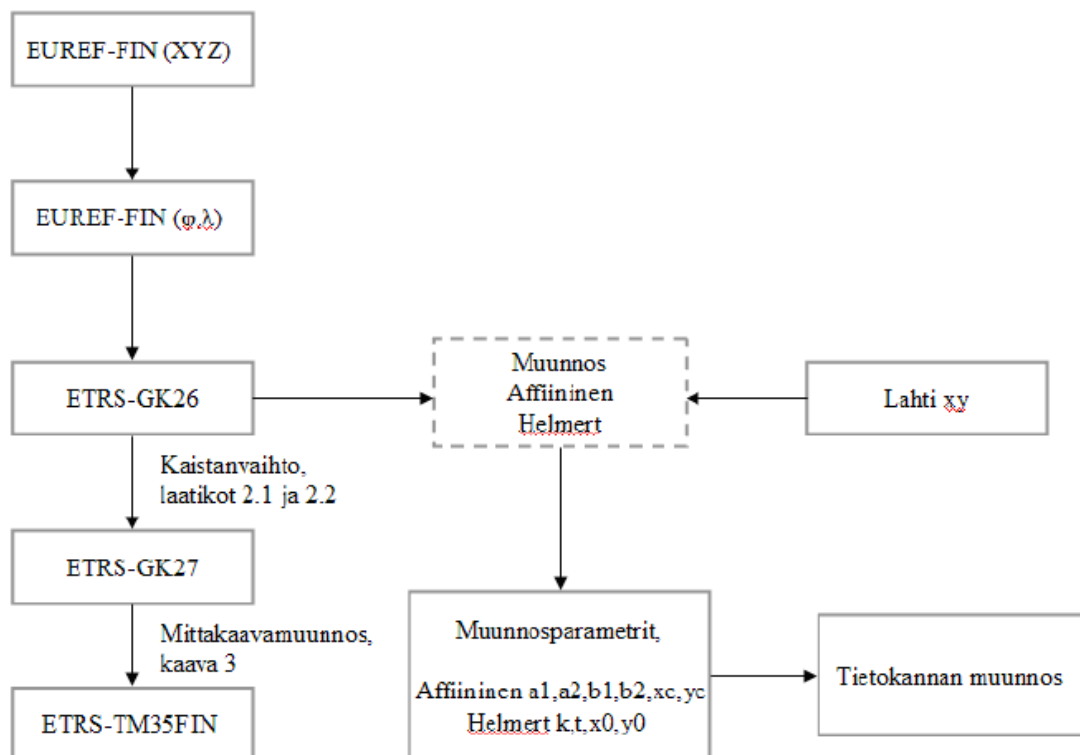 EUREF-FIN (XYZ)
EUREF-FIN (φ,λ)
ETRS-GK26
Muunnos
Affiininen
Helmert
Lahti xy
Kaistanvaihto,
laatikot 2.1 ja 2.2
ETRS-GK27
Mittakaavamuunnos,
kaava 3
ETRS-TM35FIN
Muunnosparametrit,
Affiininen a1,a2,b1,b2,xc,yc
Helmert k,t,x0,y0
Tietokannan muunnos